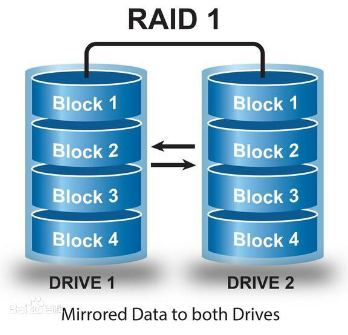 RAID 1
Block 1 Block 1
Block 2 Block 2
Block 3 Block 3
Block 4 Block 4
DRIVE 1 DRIVE 2
Mirrored Data to both Drives